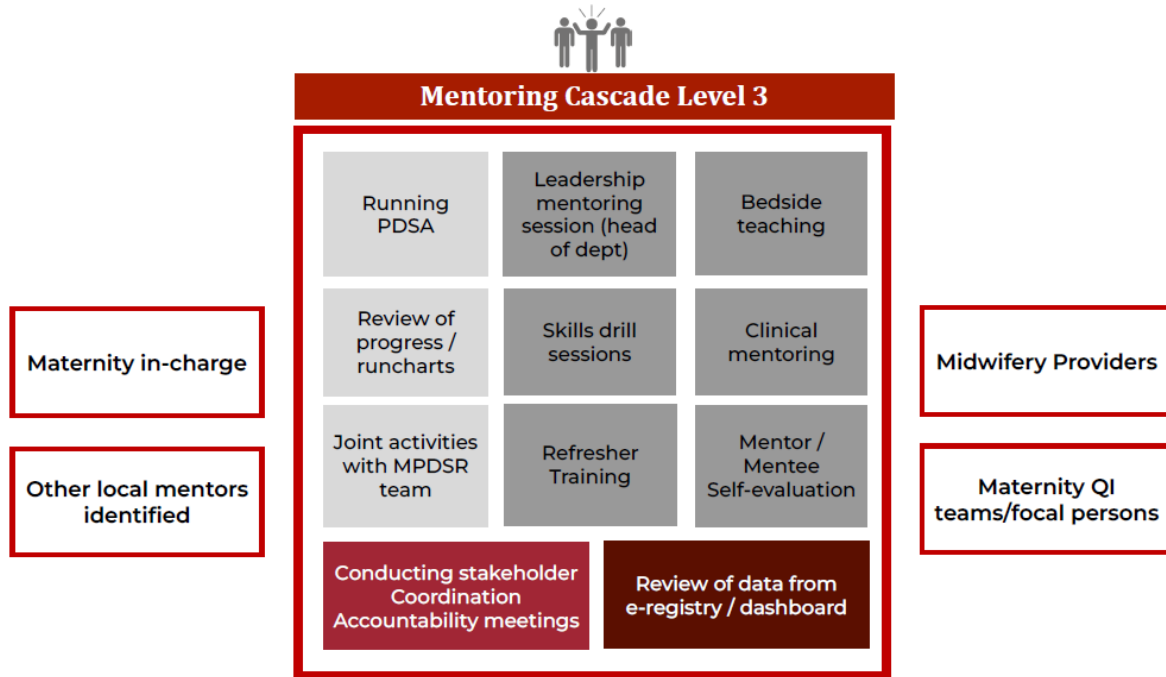 Mentoring Cascade Level 3
Running
PDSA
Leadership
mentoring
session (head
of dept)
Bedside
teaching
Review of
progress /
runcharts
Skills drill
sessions
Clinical
mentoring
Joint activities
with MPDSR
team
Refresher
Training
Mentor /
Mentee
Self-evaluation
Conducting stakeholder
Coordination
Accountability meetings
Review of data from
e-registry / dashboard
Maternity in-charge
Other local mentors
identified
Midwifery Providers
Maternity QI
teams/focal persons